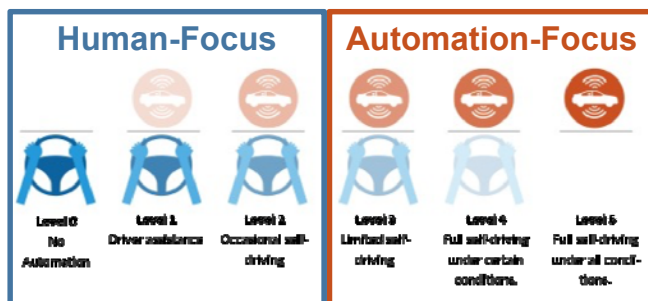 Human-Focus
Automation-Focus
Level 0
No
Automation
Level 1
Driver assistance
Level 2
Occasional self-
driving
Level 3
Limited self-
driving
Level 4
Full self-driving
under certain
conditions.
Level 5
Full self-driving
under all condi-
tions.